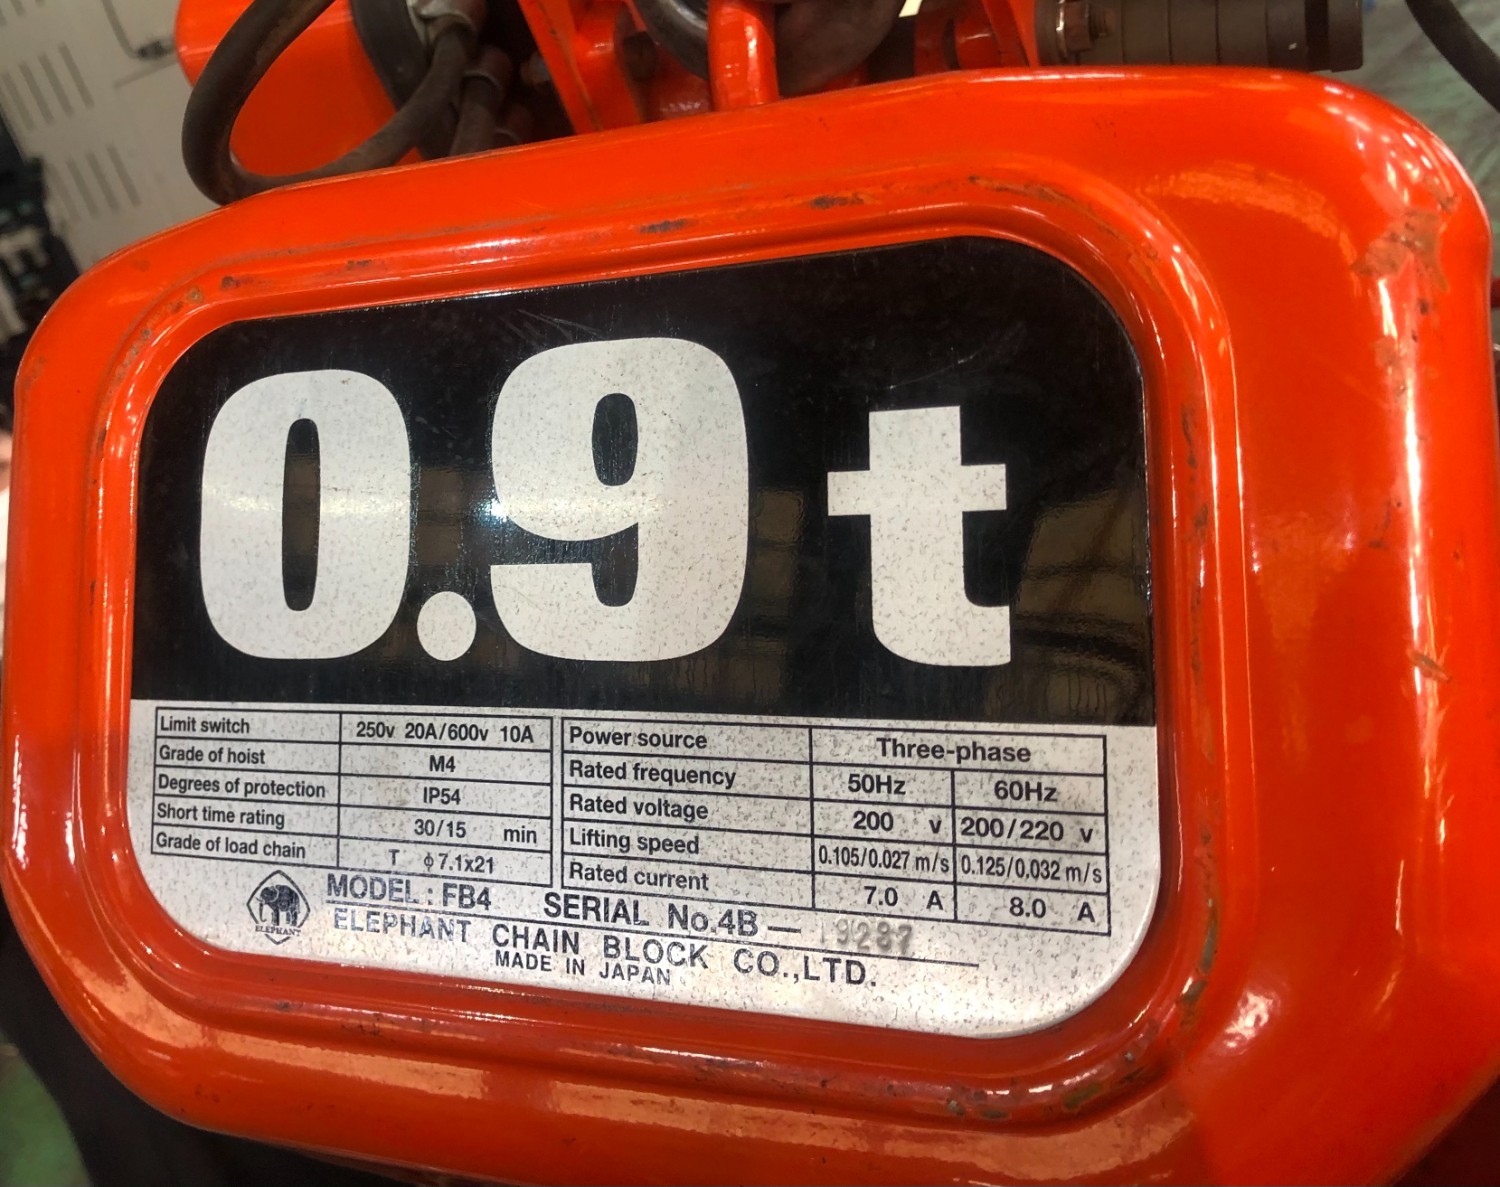 0.9 t
Limit switch 250v 20A/600v 10A
Grade of hoist M4
Degrees of protection IP54
Short time rating 30/15 min
Grade of load chain T ϕ7.1x21
Power source Three-phase
Rated frequency 50Hz 60Hz
Rated voltage 200 v 200/220 v
Lifting speed 0.105/0.027 m/s 0.125/0.032 m/s
Rated current 7.0 A 8.0 A
ELEPHANT
MODEL : FB4 SERIAL No.4B—
ELEPHANT CHAIN BLOCK CO.,LTD.
MADE IN JAPAN